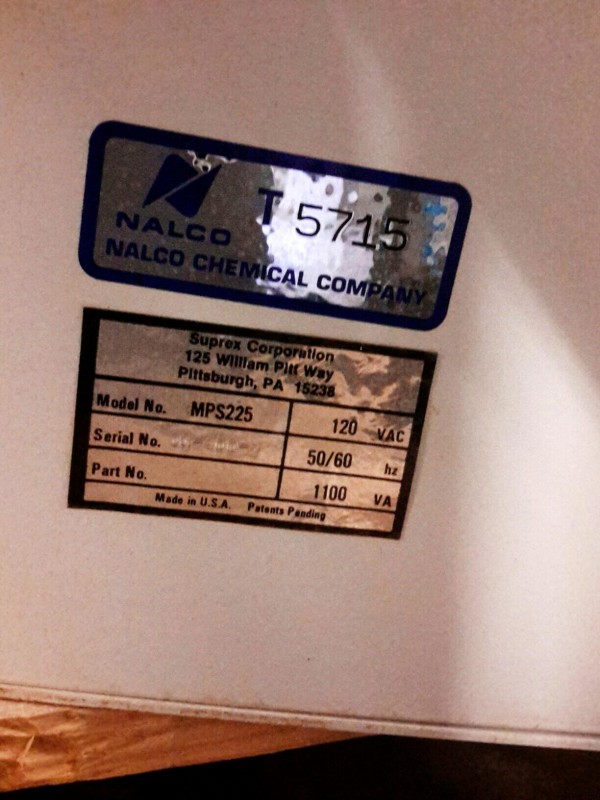 NALCO
T 5715
NALCO CHEMICAL COMPANY
Suprex Corporation
125 William Pitt Way
Pittsburgh, PA 15238
Model No. MPS225
120 VAC
Serial No.
50/60 hz
Part No.
1100 VA
Made in U.S.A. Patents Pending